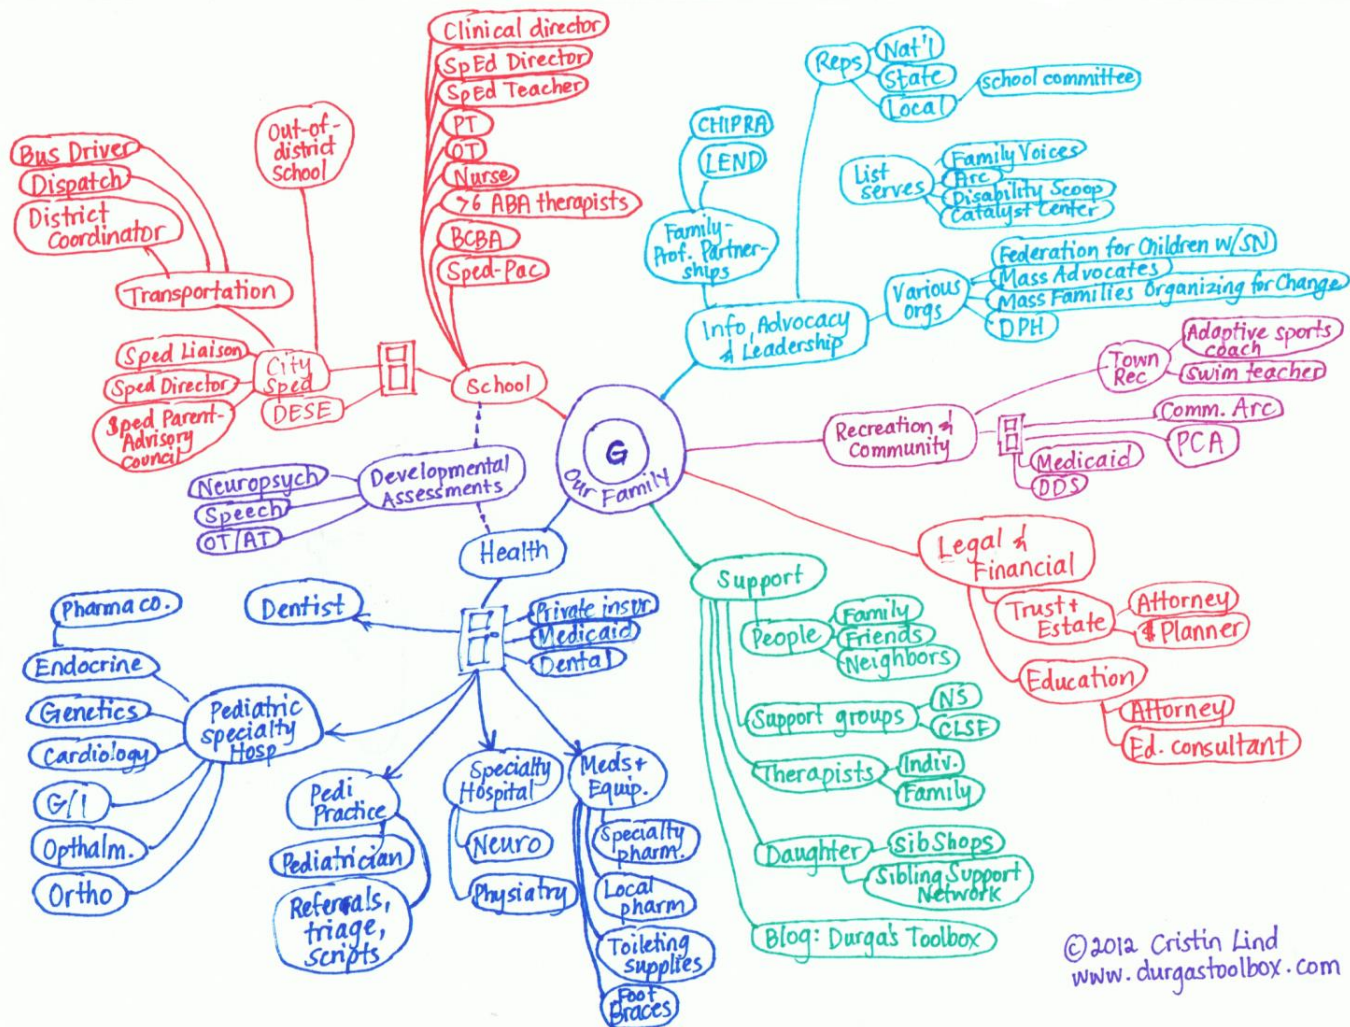 Clinical director
SpEd Director
SpEd Teacher
PT
OT
Nurse
>6 ABA therapists
BCBA
Sped-Pac
School
Out-of-
district
School
Bus Driver
Dispatch
District
Coordinator
Transportation
Sped Liaison
Sped Director
Sped Parent-
Advisory
Council
City
Sped
DESE
Reps
Nat'l
State
Local
school committee
CHIPRA
LEND
Family-
Prof. Partner-
ships
List
serves
Family Voices
Arc
Disability Scoop
Catalyst Center
Various
orgs
Federation for Children w/SN
Mass Advocates
Mass Families Organizing for Change
DPH
Info, Advocacy
& Leadership
G
Our Family
Recreation &
Community
Town
Rec
Adaptive sports
coach
Swim teacher
Comm. Arc
PCA
Medicaid
DDS
Developmental
Assessments
Neuropsych
Speech
OT/AT
Health
Dentist
Private insur
Medicaid
Dental
Pharma co.
Endocrine
Genetics
Cardiology
G/I
Opthalm.
Ortho
Pediatric
specialty
Hosp
Pedi
Practice
Pediatrician
Referrals,
triage,
scripts
Specialty
Hospital
Neuro
Physiatry
Meds +
Equip.
Specialty
pharm.
Local
pharm
Toileting
supplies
Foot
Braces
Support
People
Family
Friends
Neighbors
Support groups
NS
CLSF
Therapists
Indiv.
Family
Daughter
SibShops
Sibling Support
Network
Blog: Durga's Toolbox
Legal &
Financial
Trust +
Estate
Attorney
$ Planner
Education
Attorney
Ed. consultant
©2012 Cristin Lind
www.durgastoolbox.com